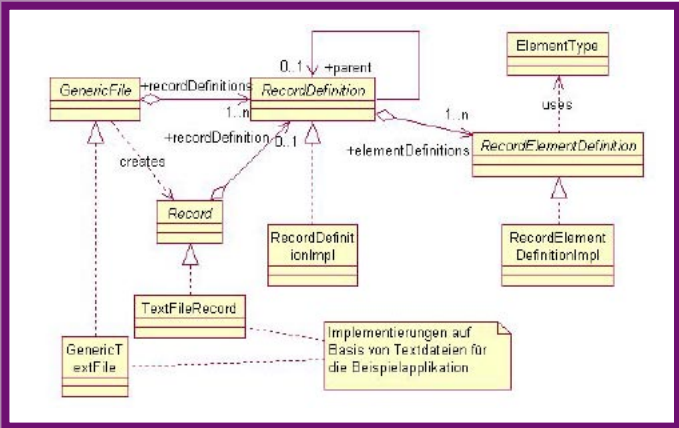 ElementType
0..1
+parent
GenericFile
+recordDefinitions
RecordDefinition
1..n
1..n
uses
+recordDefinition
0..1
+elementDefinitions
RecordElementDefinition
creates
Record
RecordDefinit
ionImpl
RecordElement
DefinitionImpl
TextFileRecord
GenericT
extFile
Implementierungen auf
Basis von Textdateien für
die Beispielapplikation